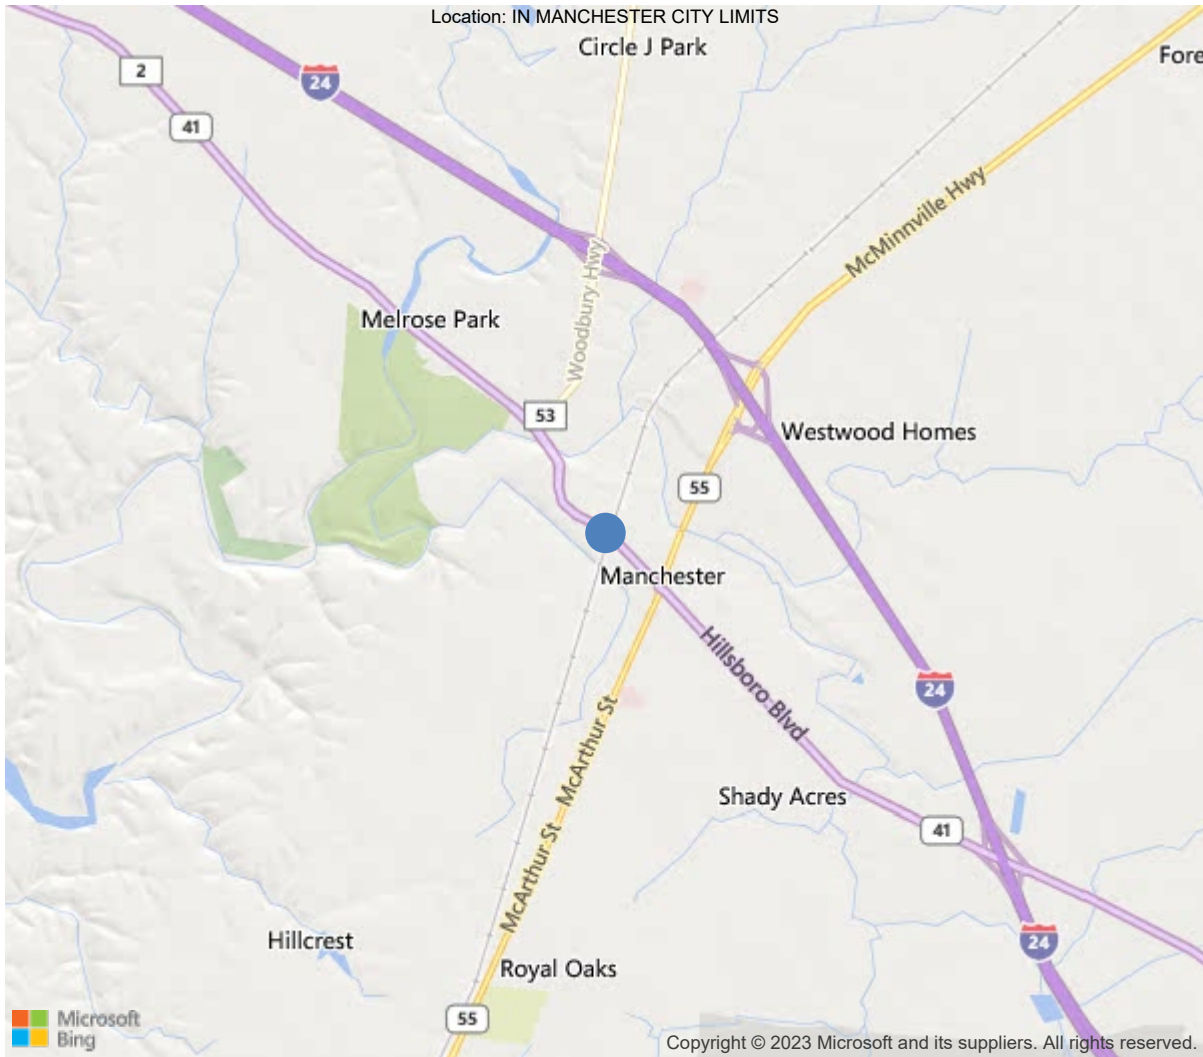 Location: IN MANCHESTER CITY LIMITS
Circle J Park
Fore
2
24
41
McMinnville Hwy
Woodbury Hwy
Melrose Park
53
Westwood Homes
55
Manchester
Hillsboro Blvd
24
McArthur St
Shady Acres
41
McArthur St
Hillcrest
24
Royal Oaks
55
Microsoft
Bing
Copyright © 2023 Microsoft and its suppliers. All rights reserved.